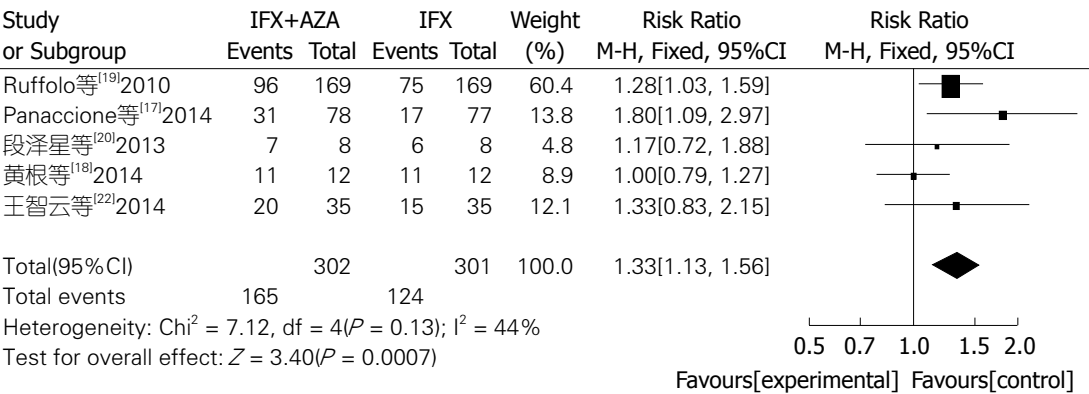 Study IFX+AZA IFX Weight Risk Ratio Risk Ratio
or Subgroup Events Total Events Total (%) M-H, Fixed, 95%CI M-H, Fixed, 95%CI
Ruffolo等[19]2010 96 169 75 169 60.4 1.28[1.03, 1.59]
Panaccione等[17]2014 31 78 17 77 13.8 1.80[1.09, 2.97]
段泽星等[20]2013 7 8 6 8 4.8 1.17[0.72, 1.88]
黄根等[18]2014 11 12 11 12 8.9 1.00[0.79, 1.27]
王智云等[22]2014 20 35 15 35 12.1 1.33[0.83, 2.15]
Total(95%CI) 302 301 100.0 1.33[1.13, 1.56]
Total events 165 124
Heterogeneity: Chi² = 7.12, df = 4(P = 0.13); I² = 44%
Test for overall effect: Z = 3.40(P = 0.0007)
0.5 0.7 1.0 1.5 2.0
Favours[experimental] Favours[control]